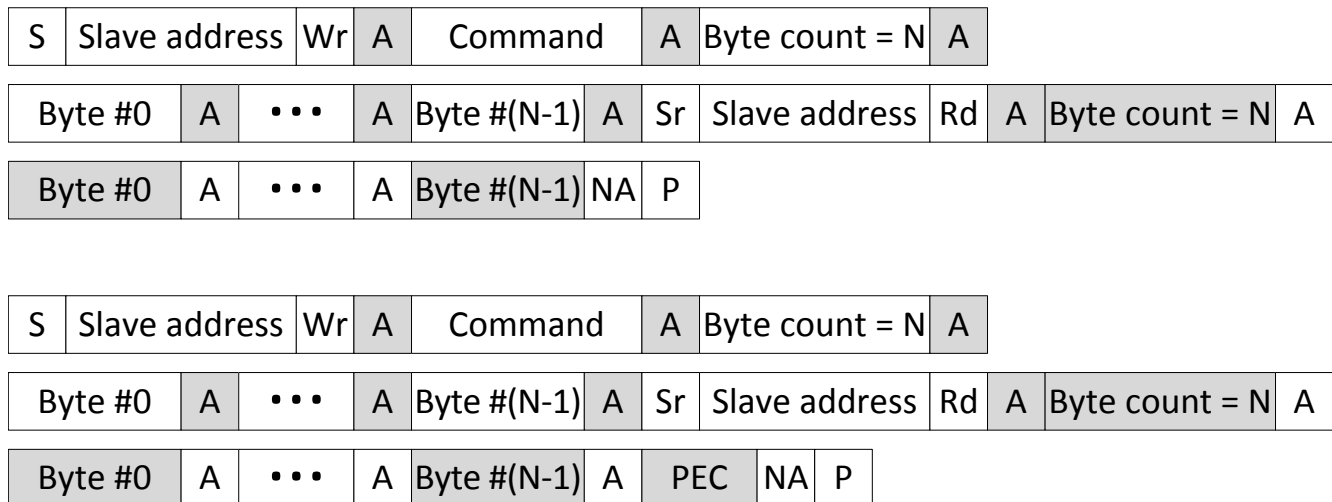 S Slave address Wr A Command A Byte count = N A
Byte #0 A ••• A Byte #(N-1) A Sr Slave address Rd A Byte count = N A
Byte #0 A ••• A Byte #(N-1) NA P
S Slave address Wr A Command A Byte count = N A
Byte #0 A ••• A Byte #(N-1) A Sr Slave address Rd A Byte count = N A
Byte #0 A ••• A Byte #(N-1) A PEC NA P